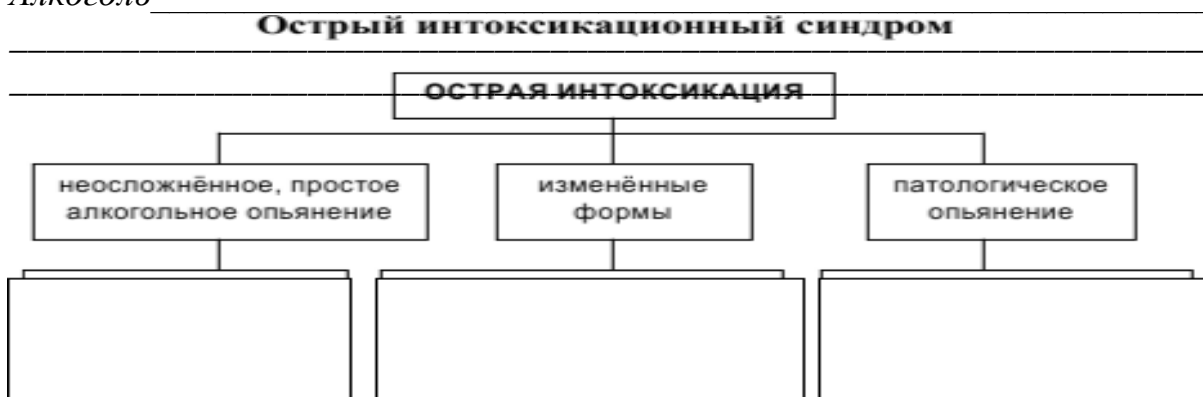 Острый интоксикационный синдром
ОСТРАЯ ИНТОКСИКАЦИЯ
неосложнённое, простое
алкогольное опьянение
изменённые
формы
патологическое
опьянение